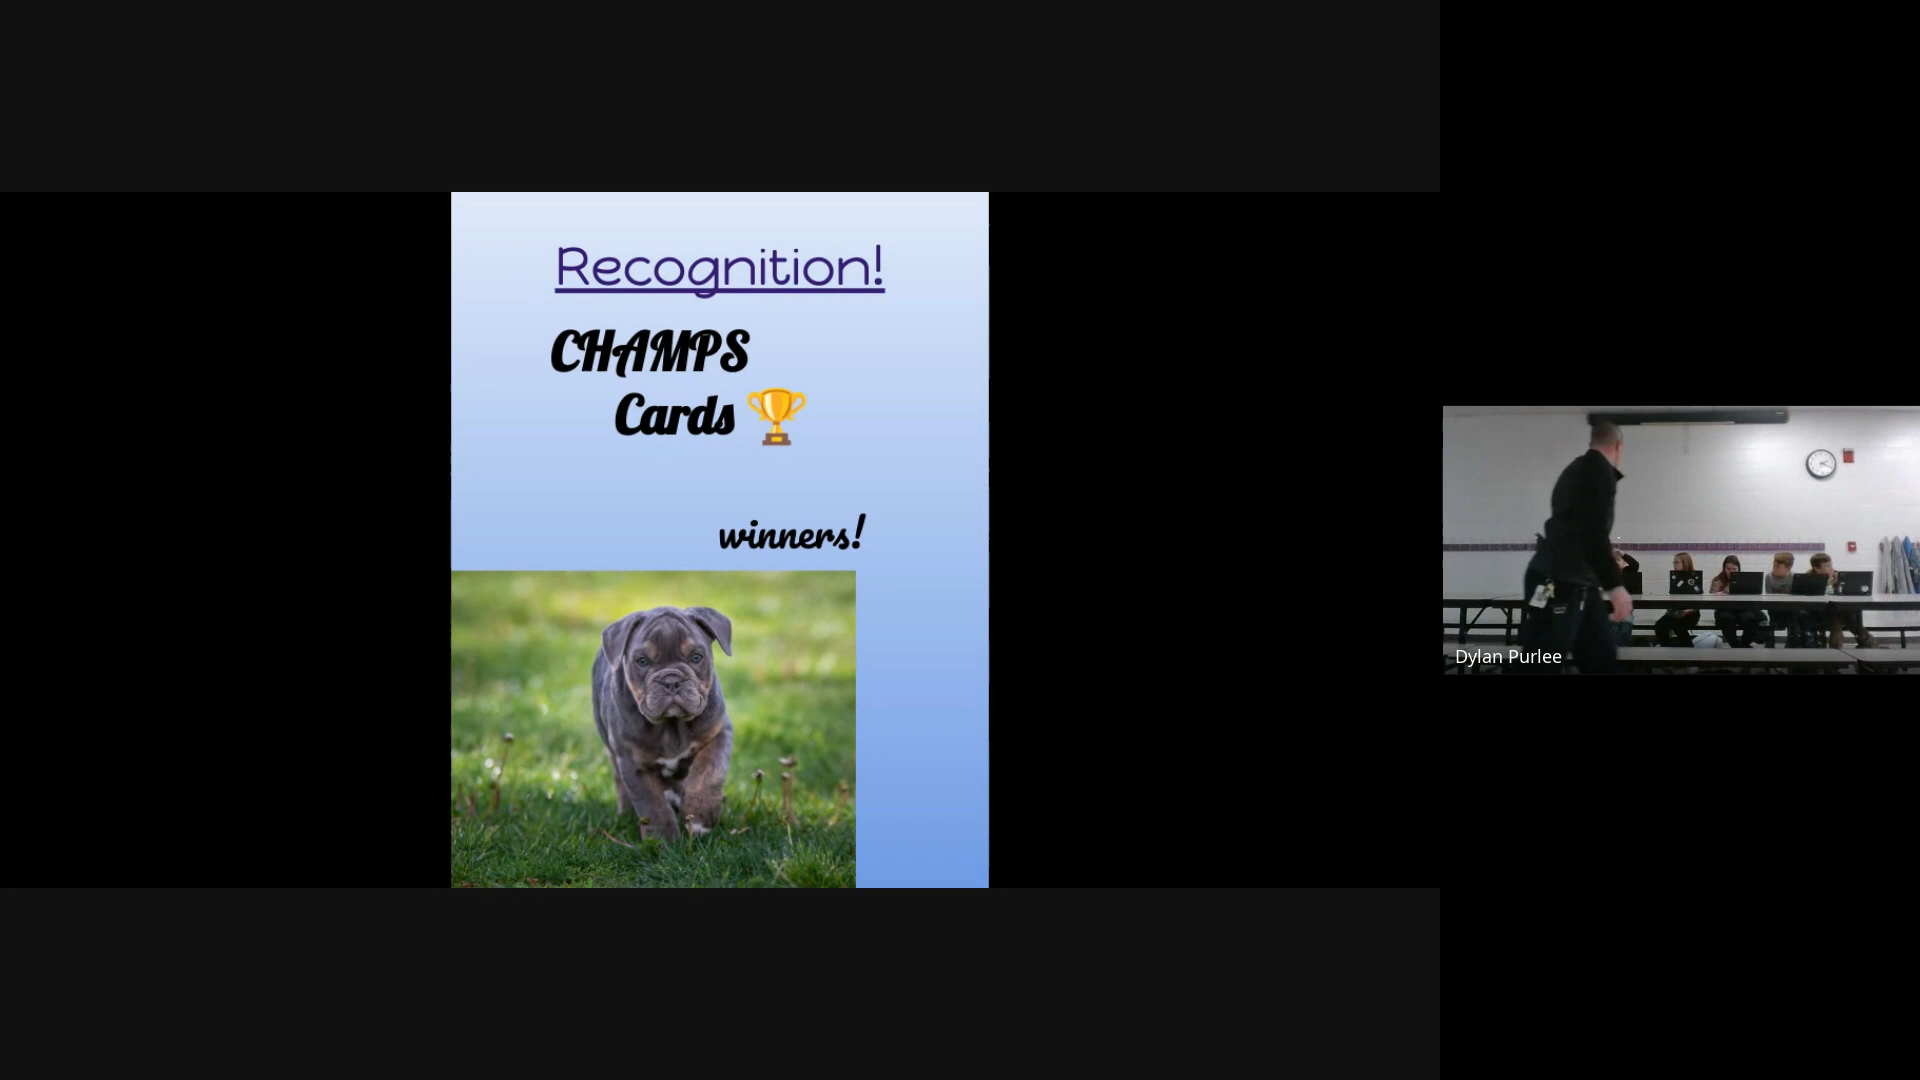 Recognition!
CHAMPS
Cards 🏆
winners!
Dylan Purlee